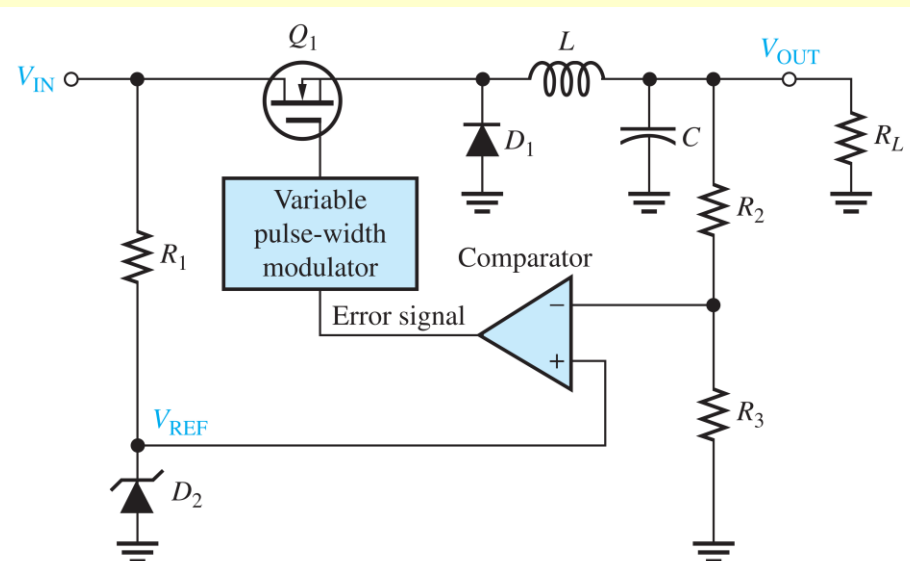 Q1
L
VIN
VOUT
D1
C
RL
Variable
pulse-width
modulator
R2
R1
Comparator
Error signal
−
+
R3
VREF
D2